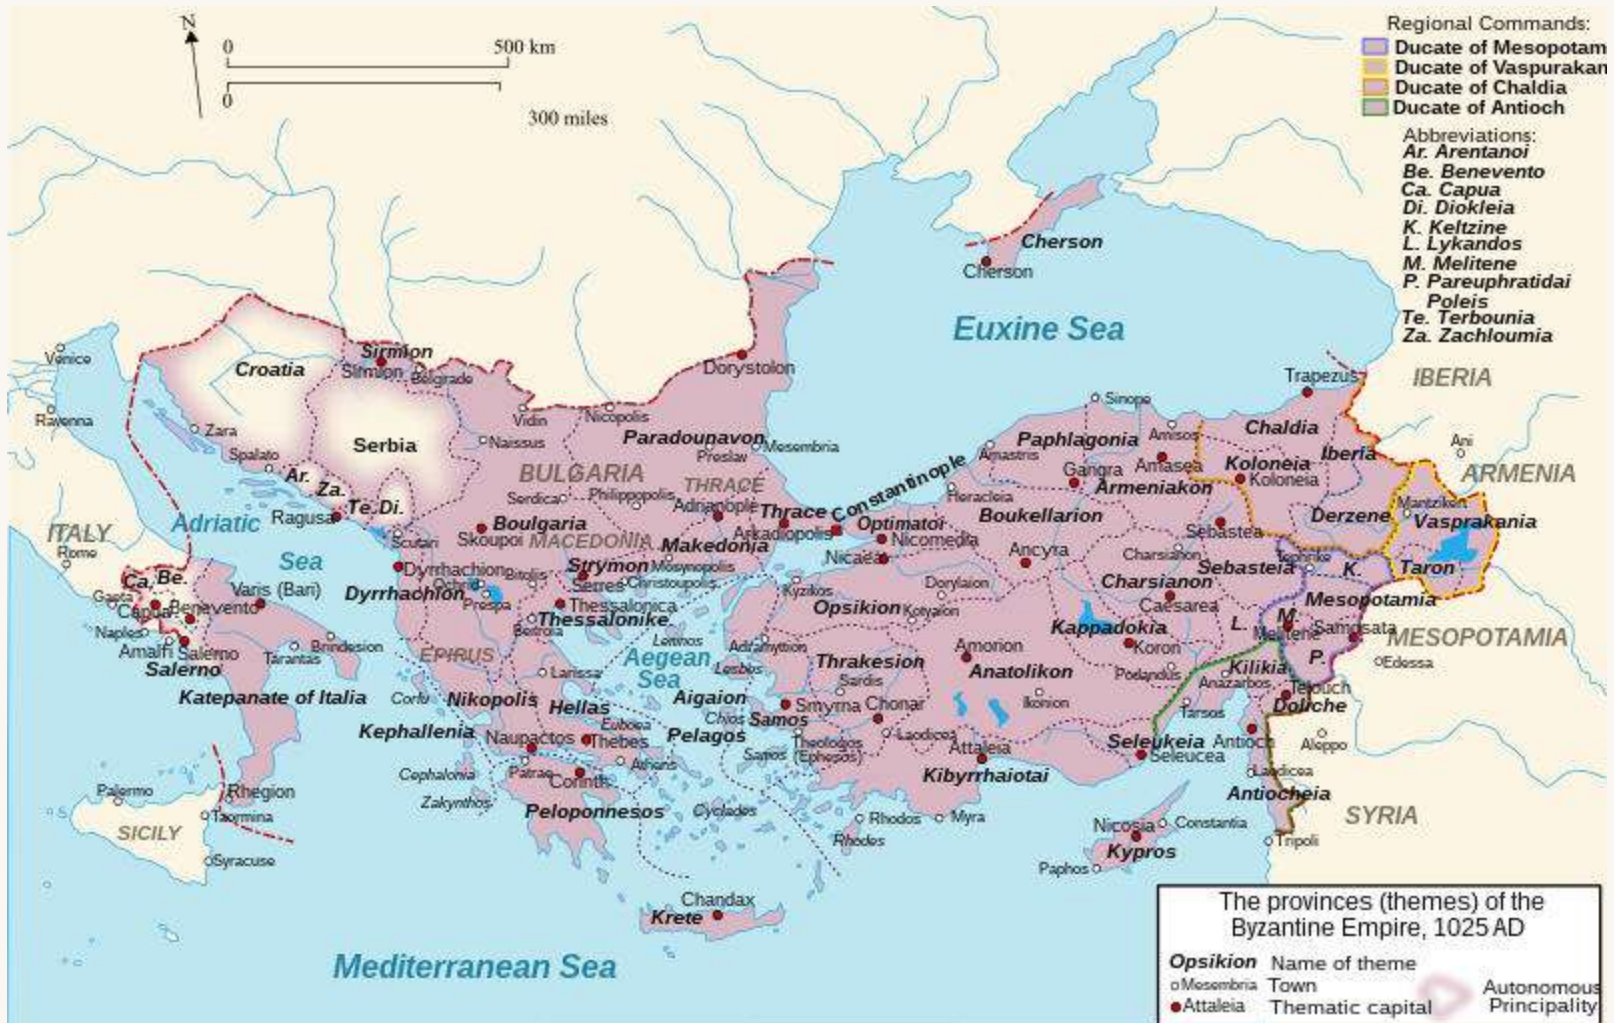 N
0 500 km
0
300 miles
Regional Commands:
Ducate of Mesopotam
Ducate of Vaspurakan
Ducate of Chaldia
Ducate of Antioch
Abbreviations:
Ar. Arentanoi
Be. Benevento
Ca. Capua
Di. Diokleia
K. Keltzine
L. Lykandos
M. Melitene
P. Pareuphratidai
Poleis
Te. Terbounia
Za. Zachloumia
Cherson
Cherson
Euxine Sea
Venice
Croatia
Sirmion
Sirmion
Belgrade
Dorystolon
Trapezus
IBERIA
Ravenna
Zara
Vidin
Nicopolis
Sinope
Serbia
Naissus
Paradounavon
Mesembria
Preslav
Amastris
Paphlagonia
Amisos
Chaldia
Iberia
Ani
Spalato
Ar.
Za.
BULGARIA
THRACE
Constantinople
Gangra
Amasea
Koloneia
Koloneia
ARMENIA
Te.
Di.
Ragusa
Serdica
Philippopolis
Adrianople
Heracleia
Armeniakon
Mantzikert
ITALY
Rome
Adriatic
Sea
Scutari
Skoupoi
Boulgaria
MACEDONIA
Makedonia
Thrace
Arkadiopolis
Optimatoi
Nicomedia
Nicaea
Boukellarion
Sebastea
Derzene
Vasprakania
Ca.
Be.
Dyrrhachion
Dyrrhachion
Ochrid
Bitolis
Prespa
Strymon
Serres
Mosynopolis
Christoupolis
Ancyra
Charsianon
Charsianon
Sebasteia
Tephrike
K.
Taron
Gaeta
Capua
Benevento
Varis (Bari)
Thessalonica
Thessalonike
Berroia
Kyzikos
Opsikion
Dorylaion
Kotyaion
Caesarea
Mesopotamia
Naples
Amalfi
Salerno
Salerno
Tarantas
Brindesion
EPIRUS
Lemnos
Adramytion
Kappadokia
Koron
L.
M.
Melitene
Samosata
MESOPOTAMIA
Katepanate of Italia
Corfu
Nikopolis
Larissa
Hellas
Aegean
Sea
Lesbos
Aigaion
Thrakesion
Sardis
Amorion
Anatolikon
Podandus
Kilikia
Anazarbos
P.
Edessa
Kephallenia
Naupactos
Euboea
Thebes
Pelagos
Chios
Samos
Smyrna
Chonar
Ikonion
Tarsos
Telouch
Doliche
Cephalonia
Patrae
Corinth
Athens
Samos
Theologos
(Ephesos)
Laodicea
Attaleia
Kibyrrhaiotai
Seleukeia
Seleucea
Antioch
Aleppo
Zakynthos
Peloponnesos
Cyclades
Laodicea
Antiocheia
Palermo
Rhegion
Taormina
SICILY
Syracuse
Rhodos
Rhodes
Myra
Nicosia
Constantia
Kypros
Paphos
Tripoli
SYRIA
Chandax
Krete
Mediterranean Sea
The provinces (themes) of the
Byzantine Empire, 1025 AD
Opsikion Name of theme
Mesembria Town
Attaleia Thematic capital
Autonomous
Principality